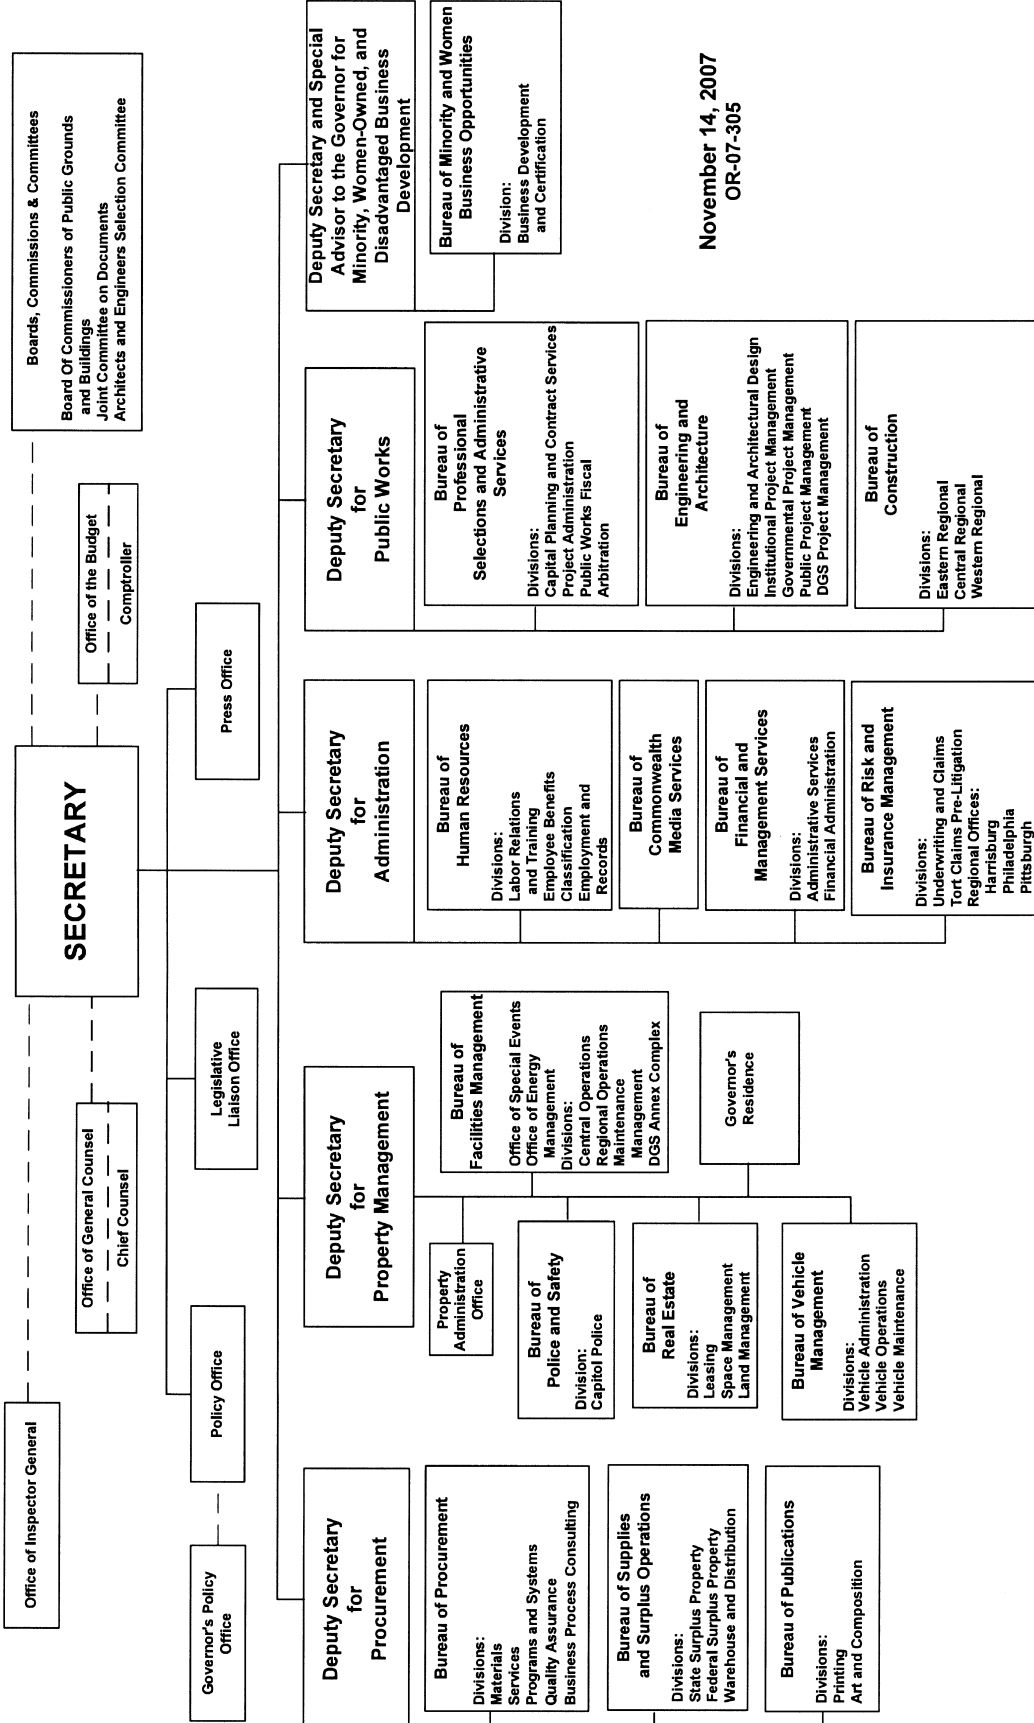 Office of Inspector General
SECRETARY
Boards, Commissions & Committees
Board Of Commissioners of Public Grounds
and Buildings
Joint Committee on Documents
Architects and Engineers Selection Committee
Office of General Counsel
Chief Counsel
Office of the Budget
Comptroller
Governor's Policy
Office
Policy Office
Legislative
Liaison Office
Press Office
Deputy Secretary
for
Procurement
Bureau of Procurement
Divisions:
Materials
Services
Programs and Systems
Quality Assurance
Business Process Consulting
Bureau of Supplies
and Surplus Operations
Divisions:
State Surplus Property
Federal Surplus Property
Warehouse and Distribution
Bureau of Publications
Divisions:
Printing
Art and Composition
Deputy Secretary
for
Property Management
Property
Administration
Office
Bureau of
Facilities Management
Office of Special Events
Office of Energy
Management
Divisions:
Central Operations
Regional Operations
Maintenance
Management
DGS Annex Complex
Bureau of
Police and Safety
Division:
Capitol Police
Bureau of
Real Estate
Divisions:
Leasing
Space Management
Land Management
Governor's
Residence
Bureau of Vehicle
Management
Divisions:
Vehicle Administration
Vehicle Operations
Vehicle Maintenance
Deputy Secretary
for
Administration
Bureau of
Human Resources
Divisions:
Labor Relations
and Training
Employee Benefits
Classification
Employment and
Records
Bureau of
Commonwealth
Media Services
Bureau of
Financial and
Management Services
Divisions:
Administrative Services
Financial Administration
Bureau of Risk and
Insurance Management
Divisions:
Underwriting and Claims
Tort Claims Pre-Litigation
Regional Offices:
Harrisburg
Philadelphia
Pittsburgh
Deputy Secretary
for
Public Works
Bureau of
Professional
Selections and Administrative
Services
Divisions:
Capital Planning and Contract Services
Project Administration
Public Works Fiscal
Arbitration
Bureau of
Engineering and
Architecture
Divisions:
Engineering and Architectural Design
Institutional Project Management
Governmental Project Management
Public Project Management
DGS Project Management
Bureau of
Construction
Divisions:
Eastern Regional
Central Regional
Western Regional
Deputy Secretary and Special
Advisor to the Governor for
Minority, Women-Owned, and
Disadvantaged Business
Development
Bureau of Minority and Women
Business Opportunities
Division:
Business Development
and Certification
November 14, 2007
OR-07-305